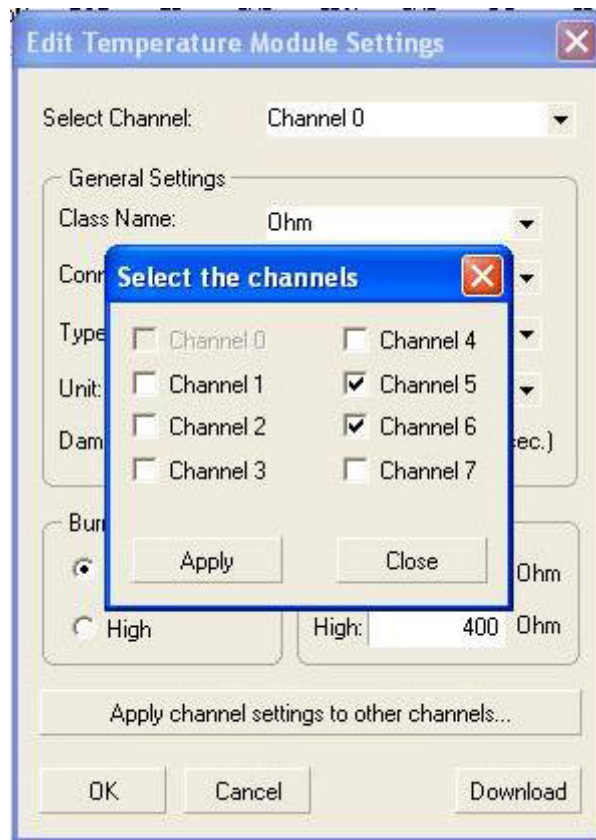 Edit Temperature Module Settings
Select Channel: Channel 0
General Settings
Class Name: Ohm
Select the channels
Unit:
Channel 0 Channel 4
Channel 1 Channel 5
Channel 2 Channel 6
Channel 3 Channel 7
Apply Close
Ohm
High High: 400 Ohm
Apply channel settings to other channels...
OK Cancel Download